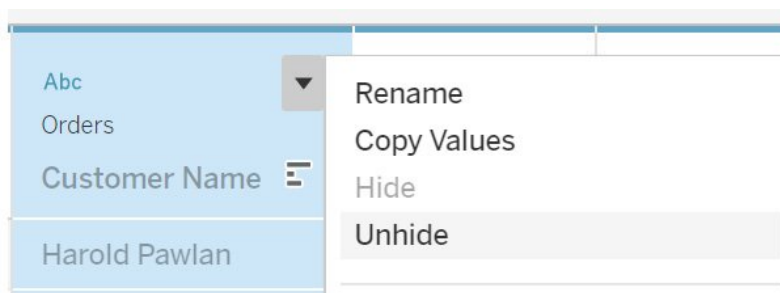 Abc
Orders
Customer Name
Harold Pawlan
Rename
Copy Values
Hide
Unhide